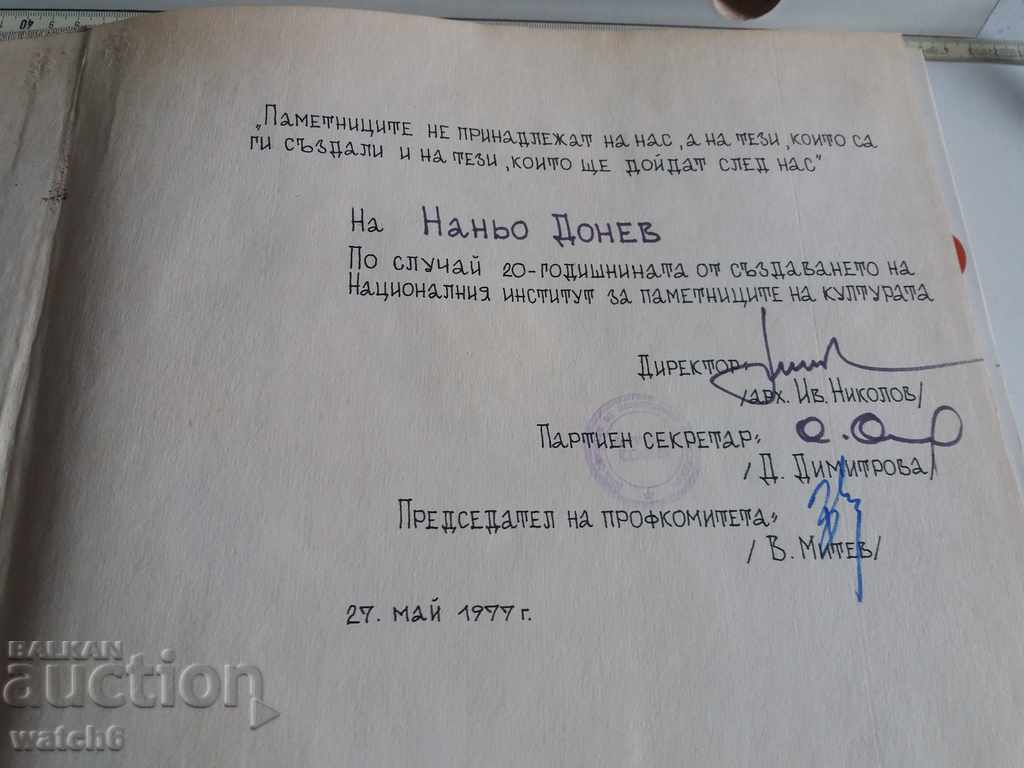 „Паметниците не принадлежат на нас, а на тези, които са
ги създали и на тези, които ще дойдат след нас“
На Наньо Донев
По случай 20-годишнината от създаването на
Националния институт за паметниците на културата
Директор:
/арх. Ив. Николов/
Партиен секретар:
/Д. Димитрова/
Председател на профкомитета:
/В. Митев/
27. май 1977 г.
BALKAN
auction
watch6
40